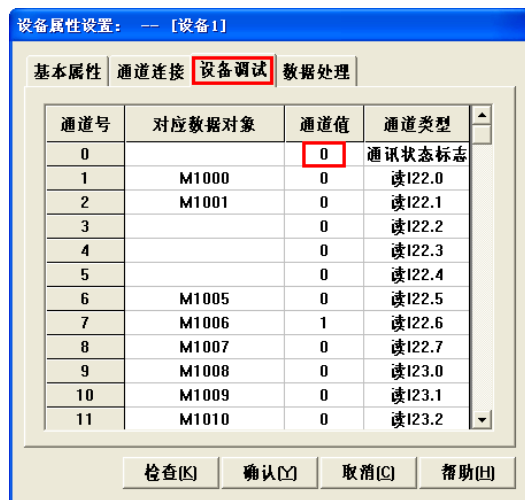 设备属性设置： -- [设备1]
基本属性 通道连接 设备调试 数据处理
通道号 对应数据对象 通道值 通道类型
0 0 通讯状态标志
1 M1000 0 读I22.0
2 M1001 0 读I22.1
3 0 读I22.2
4 0 读I22.3
5 0 读I22.4
6 M1005 0 读I22.5
7 M1006 1 读I22.6
8 M1007 0 读I22.7
9 M1008 0 读I23.0
10 M1009 0 读I23.1
11 M1010 0 读I23.2
检查(K) 确认(Y) 取消(C) 帮助(H)